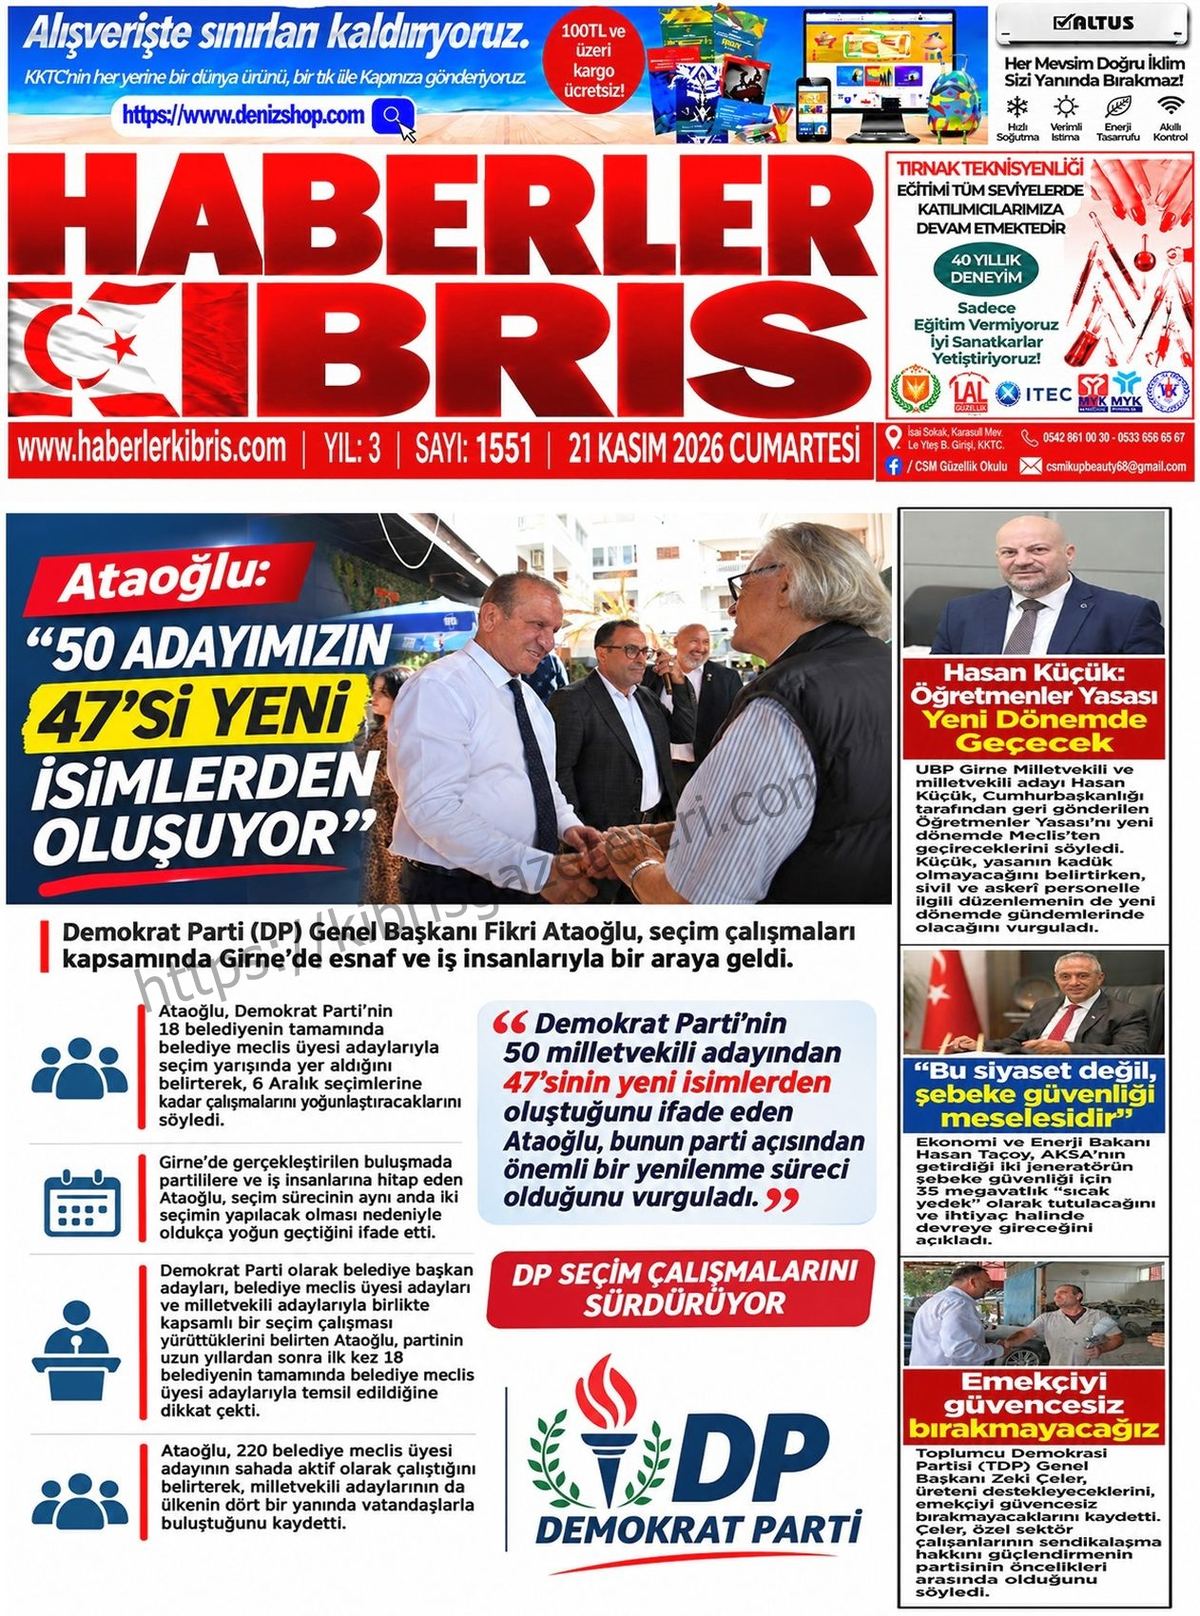 Alışverişte sınırları kaldırıyoruz.
KKTC'nin her yerine bir dünya ürünü, bir tık ile Kapınıza gönderiyoruz.
https://www.denizshop.com
100TL ve
üzeri
kargo
ücretsiz!
ALTUS
Her Mevsim Doğru İklim
Sizi Yanında Bırakmaz!
Hızlı
Soğutma
Verimli
Isıtma
Enerji
Tasarrufu
Akıllı
Kontrol
HABERLER
KIBRIS
www.haberlerkibris.com | YIL: 3 | SAYI: 1551 | 21 KASIM 2026 CUMARTESİ
TIRNAK TEKNİSYENLİĞİ
EĞİTİMİ TÜM SEVİYELERDE
KATILIMCILARIMIZA
DEVAM ETMEKTEDİR
40 YILLIK
DENEYİM
Sadece
Eğitim Vermiyoruz
İyi Sanatkarlar
Yetiştiriyoruz!
LAL
GÜZELLİK
ITEC
MYK
MYK
İsai Sokak, Karasull Mev.
Le Yleş B. Girişi, KKTC.
0542 861 00 30 - 0533 656 65 67
/ CSM Güzellik Okulu
csmikupbeauty68@gmail.com
Ataoğlu:
“50 ADAYIMIZIN
47’Sİ YENİ
İSİMLERDEN
OLUŞUYOR”
https://kibrisgazeteleri.com/
Demokrat Parti (DP) Genel Başkanı Fikri Ataoğlu, seçim çalışmaları
kapsamında Girne’de esnaf ve iş insanlarıyla bir araya geldi.
Ataoğlu, Demokrat Parti’nin
18 belediyenin tamamında
belediye meclis üyesi adaylarıyla
seçim yarışında yer aldığını
belirterek, 6 Aralık seçimlerine
kadar çalışmalarını yoğunlaştıracaklarını
söyledi.
Girne’de gerçekleştirilen buluşmada
partililere ve iş insanlarına hitap eden
Ataoğlu, seçim sürecinin aynı anda iki
seçimin yapılacak olması nedeniyle
oldukça yoğun geçtiğini ifade etti.
Demokrat Parti olarak belediye başkan
adayları, belediye meclis üyesi adayları
ve milletvekili adaylarıyla birlikte
kapsamlı bir seçim çalışması
yürüttüklerini belirten Ataoğlu, partinin
uzun yıllardan sonra ilk kez 18
belediyenin tamamında belediye meclis
üyesi adaylarıyla temsil edildiğine
dikkat çekti.
Ataoğlu, 220 belediye meclis üyesi
adayının sahada aktif olarak çalıştığını
belirterek, milletvekili adaylarının da
ülkenin dört bir yanında vatandaşlarla
buluştuğunu kaydetti.
“Demokrat Parti’nin
50 milletvekili adayından
47’sinin yeni isimlerden
oluştuğunu ifade eden
Ataoğlu, bunun parti açısından
önemli bir yenilenme süreci
olduğunu vurguladı.”
DP SEÇİM ÇALIŞMALARINI
SÜRDÜRÜYOR
DP
DEMOKRAT PARTİ
Hasan Küçük:
Öğretmenler Yasası
Yeni Dönemde
Geçecek
UBP Girne Milletvekili ve
milletvekili adayı Hasan
Küçük, Cumhurbaşkanlığı
tarafından geri gönderilen
Öğretmenler Yasası’nı yeni
dönemde Meclis’ten
geçireceklerini söyledi.
Küçük, yasanın kadük
olmayacağını belirtirken,
sivil ve askerî personelle
ilgili düzenlemenin de yeni
dönemde gündemlerinde
olacağını vurguladı.
“Bu siyaset değil,
şebeke güvenliği
meselesidir”
Ekonomi ve Enerji Bakanı
Hasan Taçoy, AKSA’nın
getirdiği iki jeneratörün
şebeke güvenliği için
35 megavatlık “sıcak
yedek” olarak tutulacağını
ve ihtiyaç halinde
devreye gireceğini
açıkladı.
Emekçiyi
güvencesiz
bırakmayacağız
Toplumcu Demokrasi
Partisi (TDP) Genel
Başkanı Zeki Çeler,
üreteni destekleyeceklerini,
emekçiyi güvencesiz
bırakmayacaklarını kaydetti.
Çeler, özel sektör
çalışanlarının sendikalaşma
hakkını güçlendirmenin
partisinin öncelikleri
arasında olduğunu
söyledi.